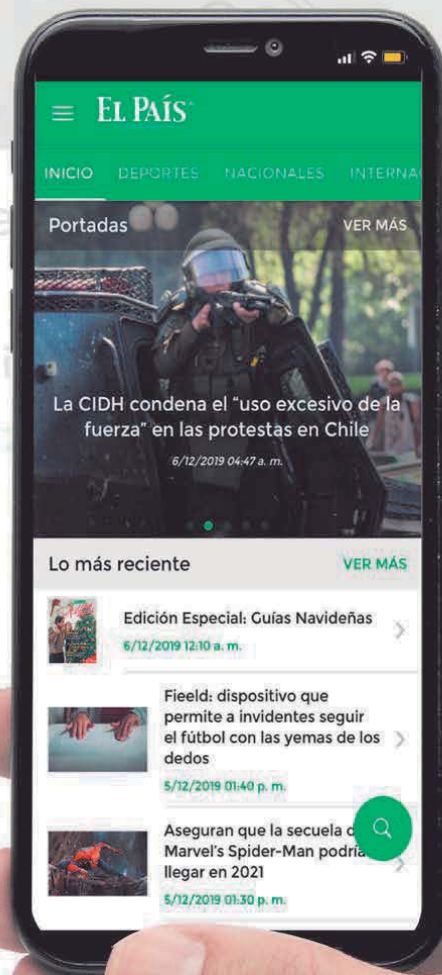 EL PAÍS
INICIO DEPORTES NACIONALES INTERNA
Portadas VER MÁS
La CIDH condena el “uso excesivo de la
fuerza” en las protestas en Chile
6/12/2019 04:47 a. m.
Lo más reciente VER MÁS
Edición Especial: Guías Navideñas
6/12/2019 12:10 a. m.
Fieeld: dispositivo que
permite a invidentes seguir
el fútbol con las yemas de los
dedos
5/12/2019 01:40 p. m.
Aseguran que la secuela d
Marvel's Spider-Man podría
llegar en 2021
5/12/2019 01:30 p. m.